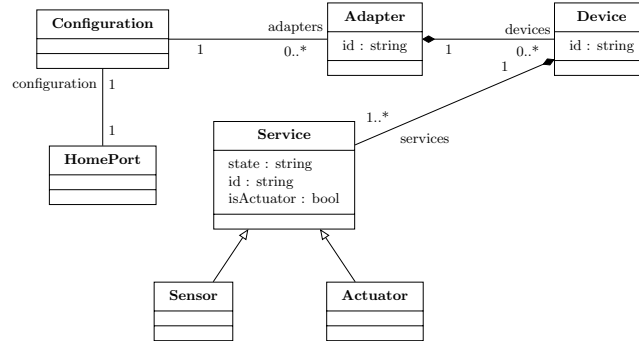 Configuration
adapters
1
0..*
Adapter
id : string
1
devices
0..*
Device
id : string
1
configuration
1
1
HomePort
1..*
services
Service
state : string
id : string
isActuator : bool
Sensor
Actuator